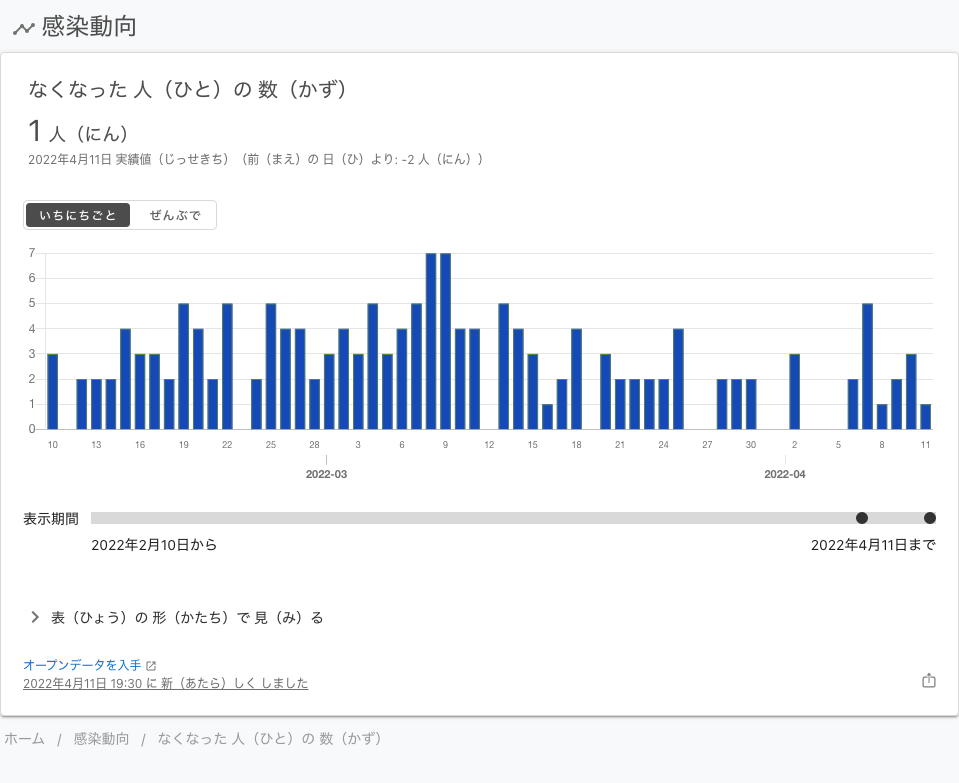 感染動向
なくなった 人（ひと）の 数（かず）
1 人（にん）
2022年4月11日 実績値（じっせきち）（前（まえ）の 日（ひ）より: -2 人（にん））
いちにちごと ぜんぶで
7
6
5
4
3
2
1
0
10 13 16 19 22 25 28 3 6 9 12 15 18 21 24 27 30 2 5 8 11
2022-03 2022-04
表示期間
2022年2月10日から 2022年4月11日まで
表（ひょう）の 形（かたち）で 見（み）る
オープンデータを入手
2022年4月11日 19:30 に 新（あたら）しく しました
ホーム / 感染動向 / なくなった 人（ひと）の 数（かず）